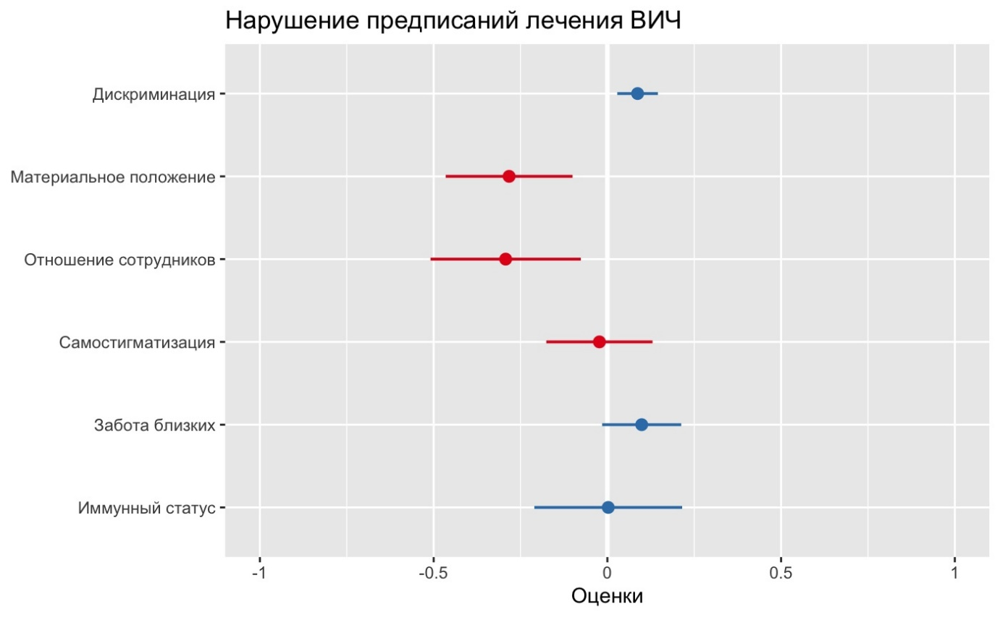 Нарушение предписаний лечения ВИЧ
Дискриминация
Материальное положение
Отношение сотрудников
Самостигматизация
Забота близких
Иммунный статус
-1 -0.5 0 0.5 1
Оценки